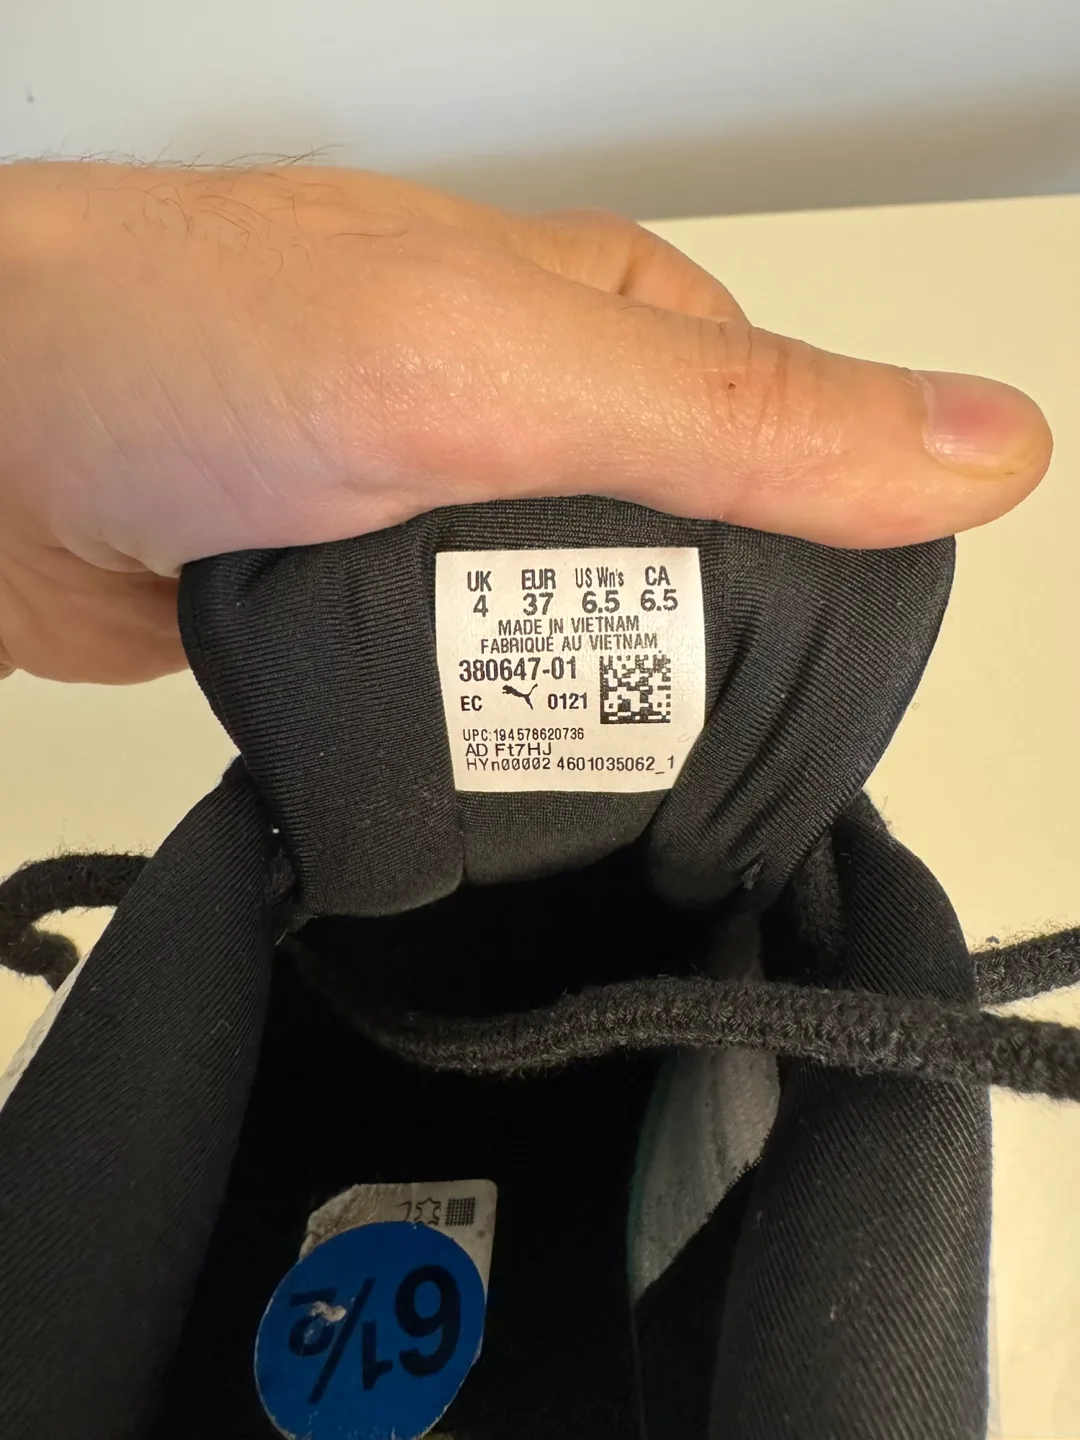 UK EUR US Wn's CA
4 37 6.5 6.5
MADE IN VIETNAM
FABRIQUÉ AU VIETNAM
380647-01
EC 0121
UPC:194578620736
AD Ft7HJ
HYn00002 4601035062_1
6½